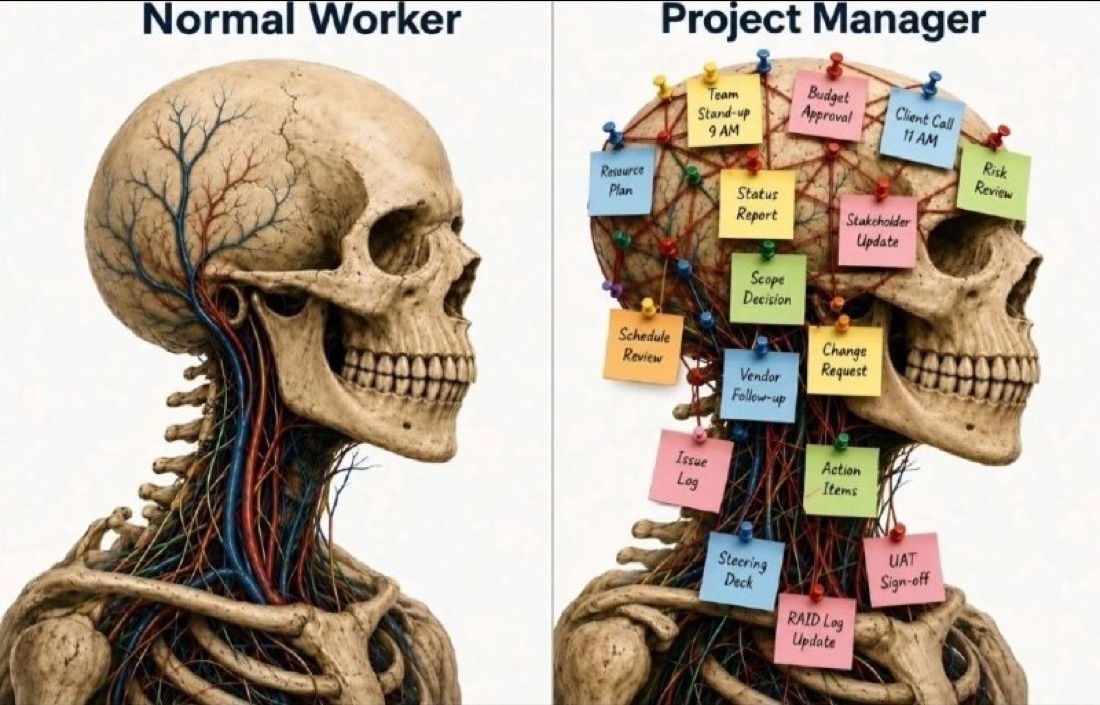 Normal Worker
Project Manager
Team
Stand-up
9 AM
Budget
Approval
Client Call
11 AM
Resource
Plan
Status
Report
Stakeholder
Update
Risk
Review
Scope
Decision
Schedule
Review
Vendor
Follow-up
Change
Request
Issue
Log
Action
Items
Steering
Deck
UAT
Sign-off
RAID Log
Update